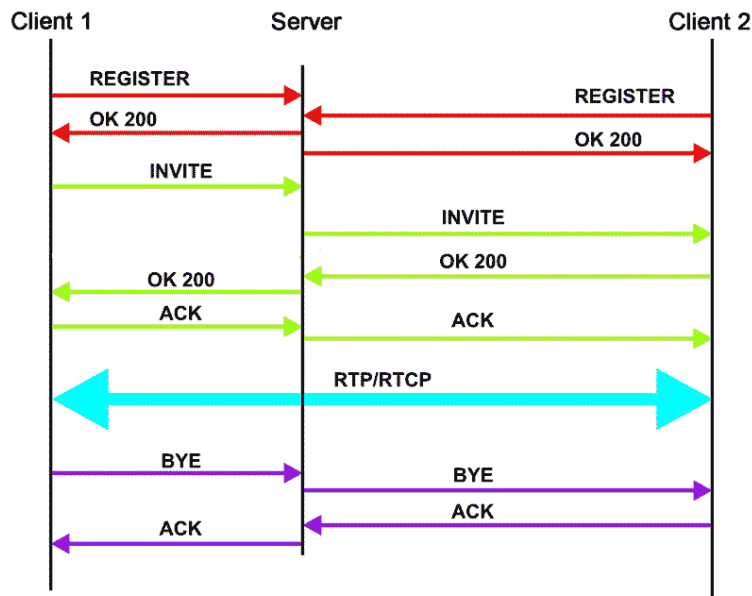 Client 1
Server
Client 2
REGISTER
REGISTER
OK 200
OK 200
INVITE
INVITE
OK 200
OK 200
ACK
ACK
RTP/RTCP
BYE
BYE
ACK
ACK